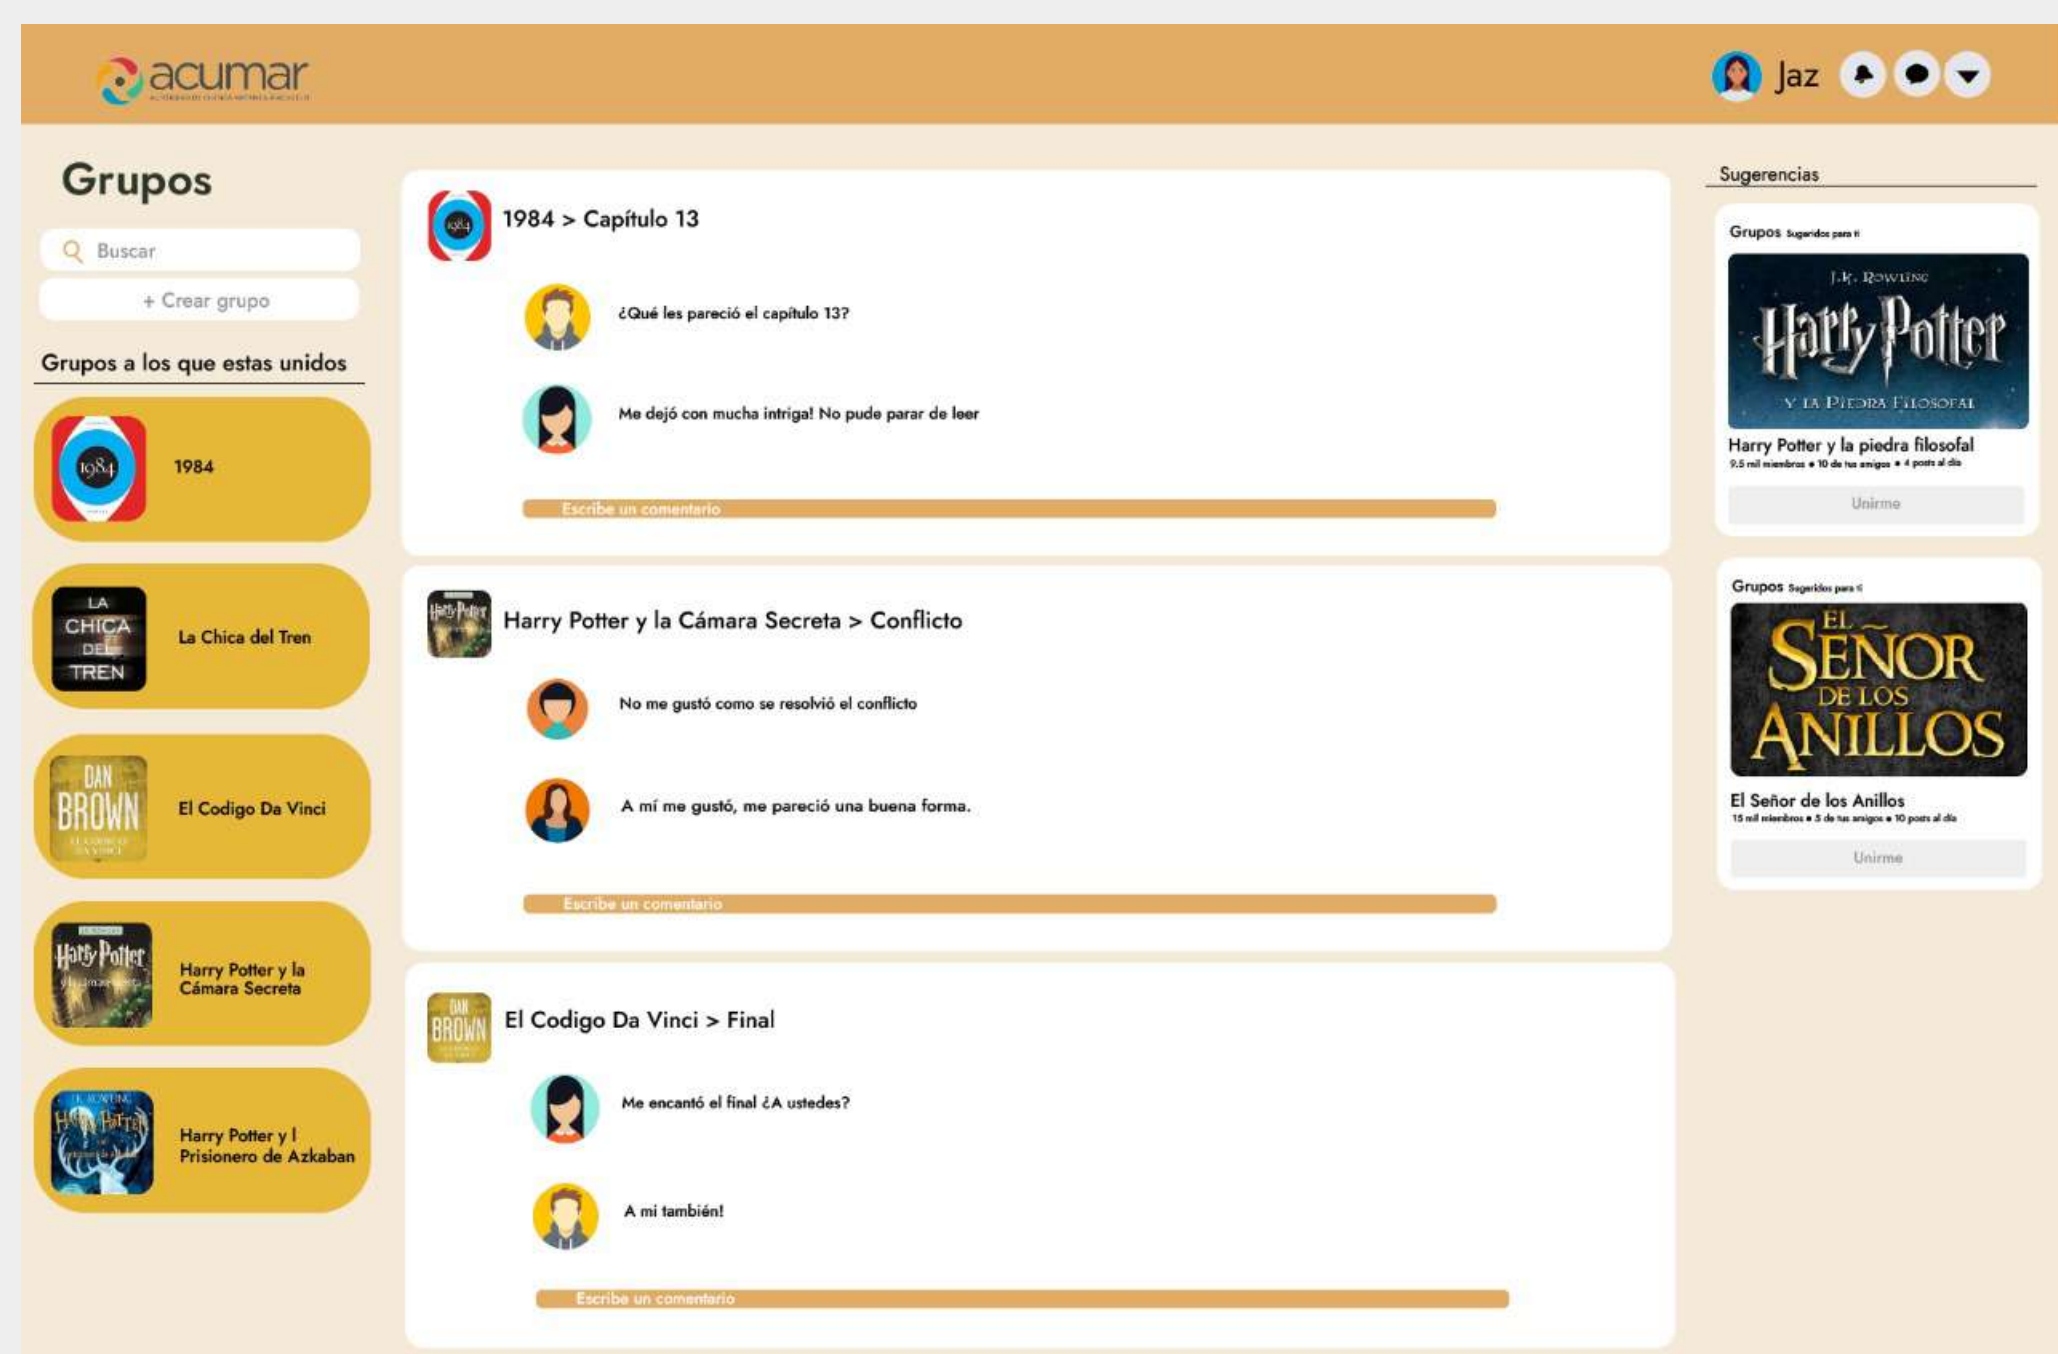 acumar
Jaz
Grupos
Buscar
+ Crear grupo
Grupos a los que estas unidos
1984
1984
LA
CHICA
DEL
TREN
La Chica del Tren
DAN
BROWN
EL CODIGO
DA VINCI
El Codigo Da Vinci
Harry Potter
Harry Potter y la
Cámara Secreta
J.K. ROWLING
HARRY POTTER
Harry Potter y l
Prisionero de Azkaban
1984
1984 > Capítulo 13
¿Qué les pareció el capítulo 13?
Me dejó con mucha intriga! No pude parar de leer
Escribe un comentario
Harry Potter
Harry Potter y la Cámara Secreta > Conflicto
No me gustó como se resolvió el conflicto
A mí me gustó, me pareció una buena forma.
Escribe un comentario
DAN
BROWN
El Codigo Da Vinci > Final
Me encantó el final ¿A ustedes?
A mi también!
Escribe un comentario
Sugerencias
Grupos Sugeridos para ti
J.K. ROWLING
Harry Potter
Y LA PIEDRA FILOSOFAL
Harry Potter y la piedra filosofal
9.5 mil miembros • 10 de tus amigos • 4 posts al día
Unirme
Grupos Sugeridos para ti
EL
SEÑOR
DE LOS
ANILLOS
El Señor de los Anillos
15 mil miembros • 5 de tus amigos • 10 posts al día
Unirme